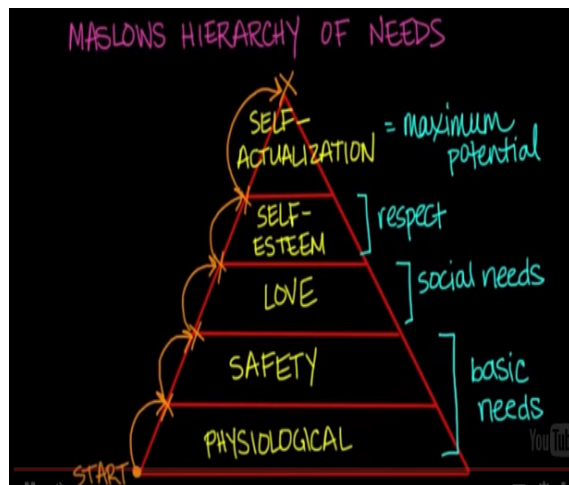 MASLOWS HIERARCHY OF NEEDS
SELF-
ACTUALIZATION
= maximum
potential
SELF-
ESTEEM
respect
LOVE
social needs
SAFETY
basic
needs
PHYSIOLOGICAL
YouTube
START